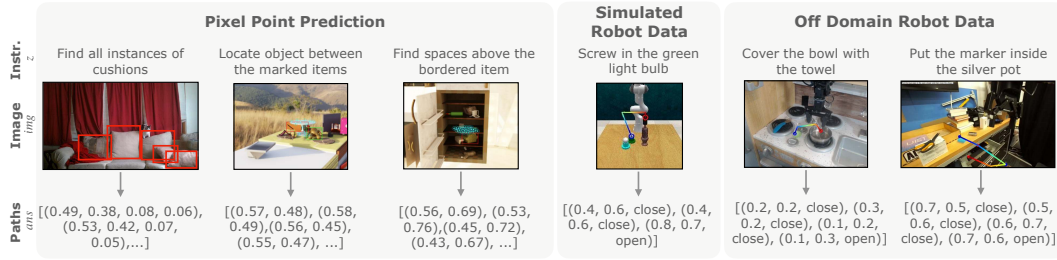 Pixel Point Prediction
Simulated
Robot Data
Off Domain Robot Data
Instr.
z
Find all instances of
cushions
Locate object between
the marked items
Find spaces above the
bordered item
Screw in the green
light bulb
Cover the bowl with
the towel
Put the marker inside
the silver pot
Image
img
Paths
ans
[(0.49, 0.38, 0.08, 0.06),
(0.53, 0.42, 0.07,
0.05),...]
[(0.57, 0.48), (0.58,
0.49),(0.56, 0.45),
(0.55, 0.47), ...]
[(0.56, 0.69), (0.53,
0.76),(0.45, 0.72),
(0.43, 0.67), ...]
[(0.4, 0.6, close), (0.4,
0.6, close), (0.8, 0.7,
open)]
[(0.2, 0.2, close), (0.3,
0.2, close), (0.1, 0.2,
close), (0.1, 0.3, open)]
[(0.7, 0.5, close), (0.5,
0.6, close), (0.6, 0.7,
close), (0.7, 0.6, open)]